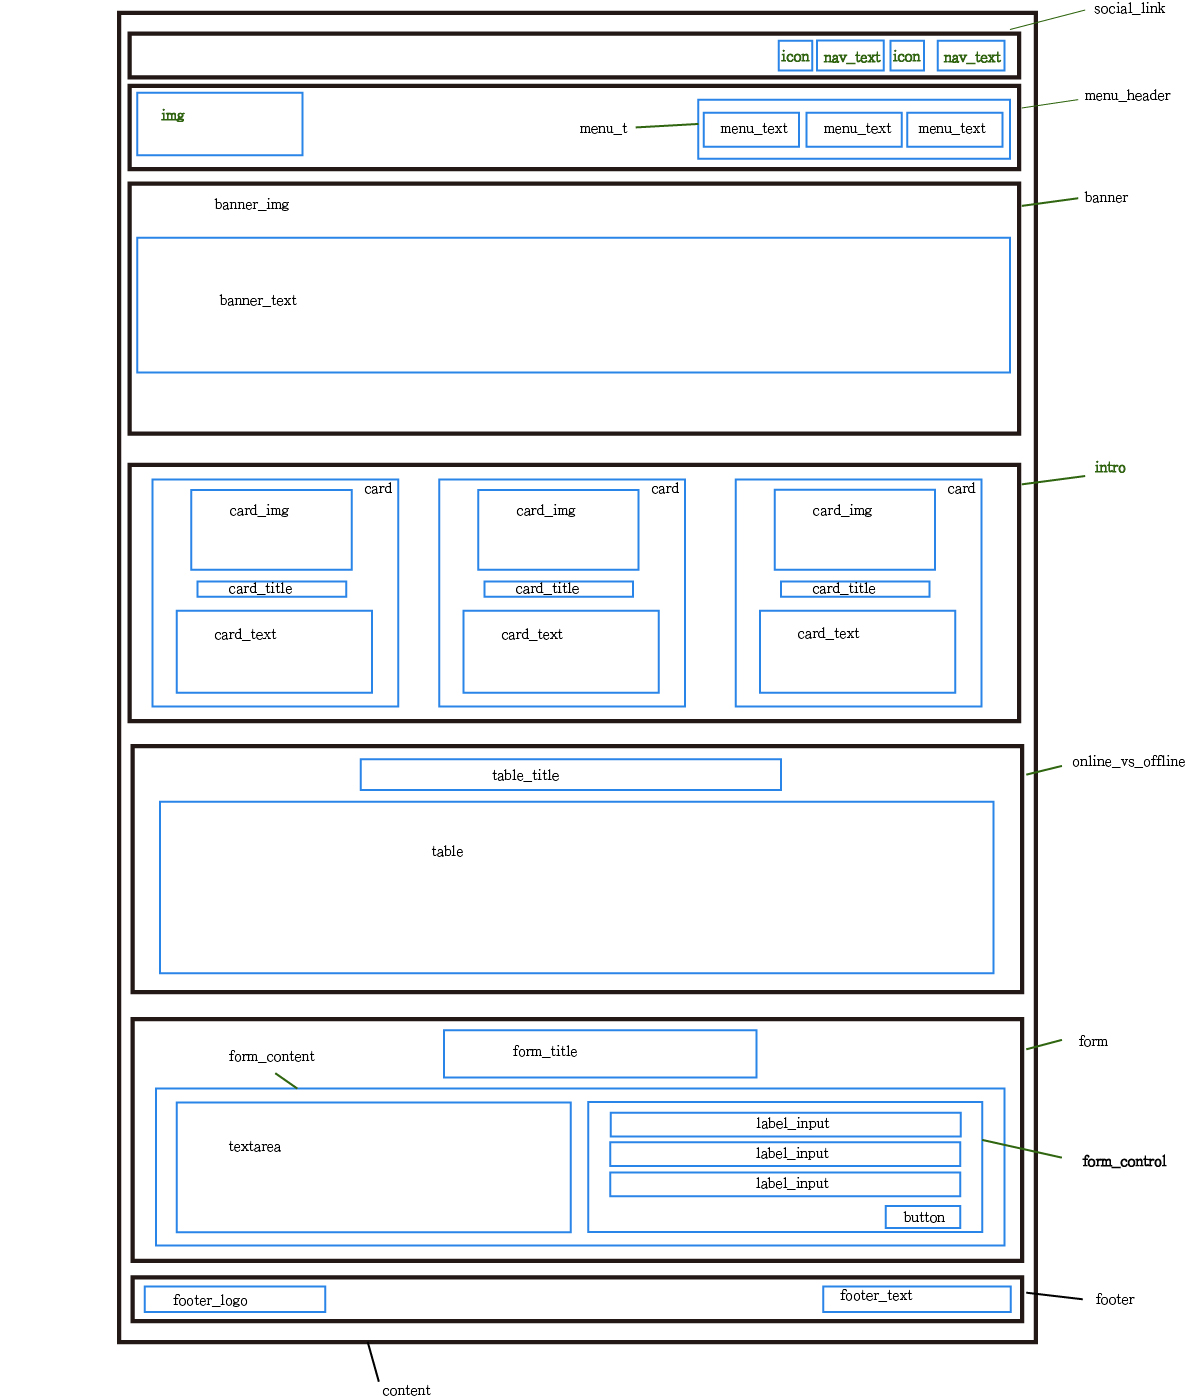 social_link
icon nav_text icon nav_text
img
menu_header
menu_t
menu_text menu_text menu_text
banner
banner_img
banner_text
intro
card card card
card_img card_img card_img
card_title card_title card_title
card_text card_text card_text
online_vs_offline
table_title
table
form
form_title
form_content
textarea
label_input
label_input
label_input
form_control
button
footer
footer_logo
footer_text
content